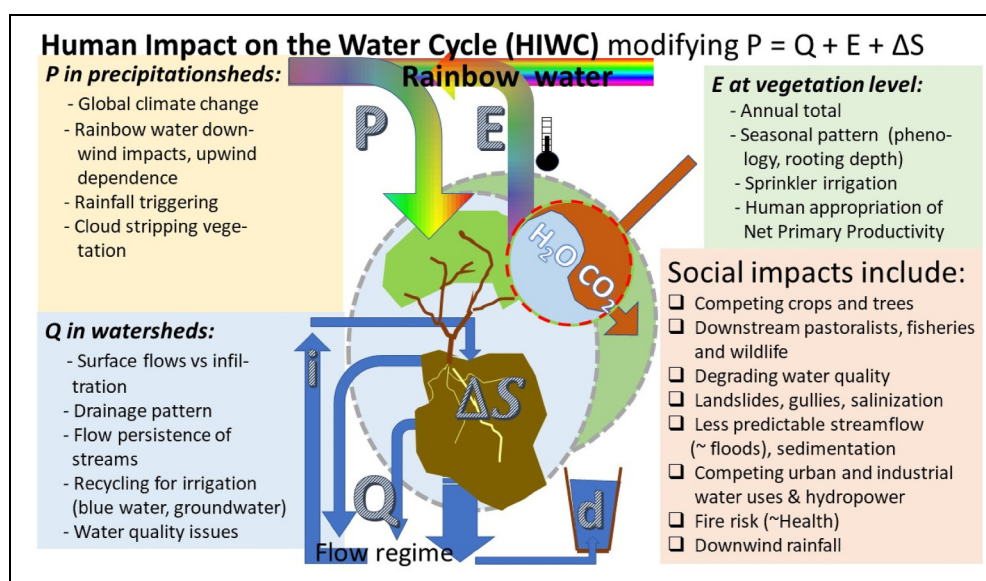 Human Impact on the Water Cycle (HIWC) modifying P = Q + E + ΔS
P in precipitationsheds:
- Global climate change
- Rainbow water down-
wind impacts, upwind
dependence
- Rainfall triggering
- Cloud stripping vege-
tation
Rainbow water
P
E
E at vegetation level:
- Annual total
- Seasonal pattern (pheno-
logy, rooting depth)
- Sprinkler irrigation
- Human appropriation of
Net Primary Productivity
H₂O CO₂
Q in watersheds:
- Surface flows vs infil-
tration
- Drainage pattern
- Flow persistence of
streams
- Recycling for irrigation
(blue water, groundwater)
- Water quality issues
i
ΔS
Q
d
Flow regime
Social impacts include:
❑ Competing crops and trees
❑ Downstream pastoralists, fisheries
and wildlife
❑ Degrading water quality
❑ Landslides, gullies, salinization
❑ Less predictable streamflow
(~ floods), sedimentation
❑ Competing urban and industrial
water uses & hydropower
❑ Fire risk (~Health)
❑ Downwind rainfall